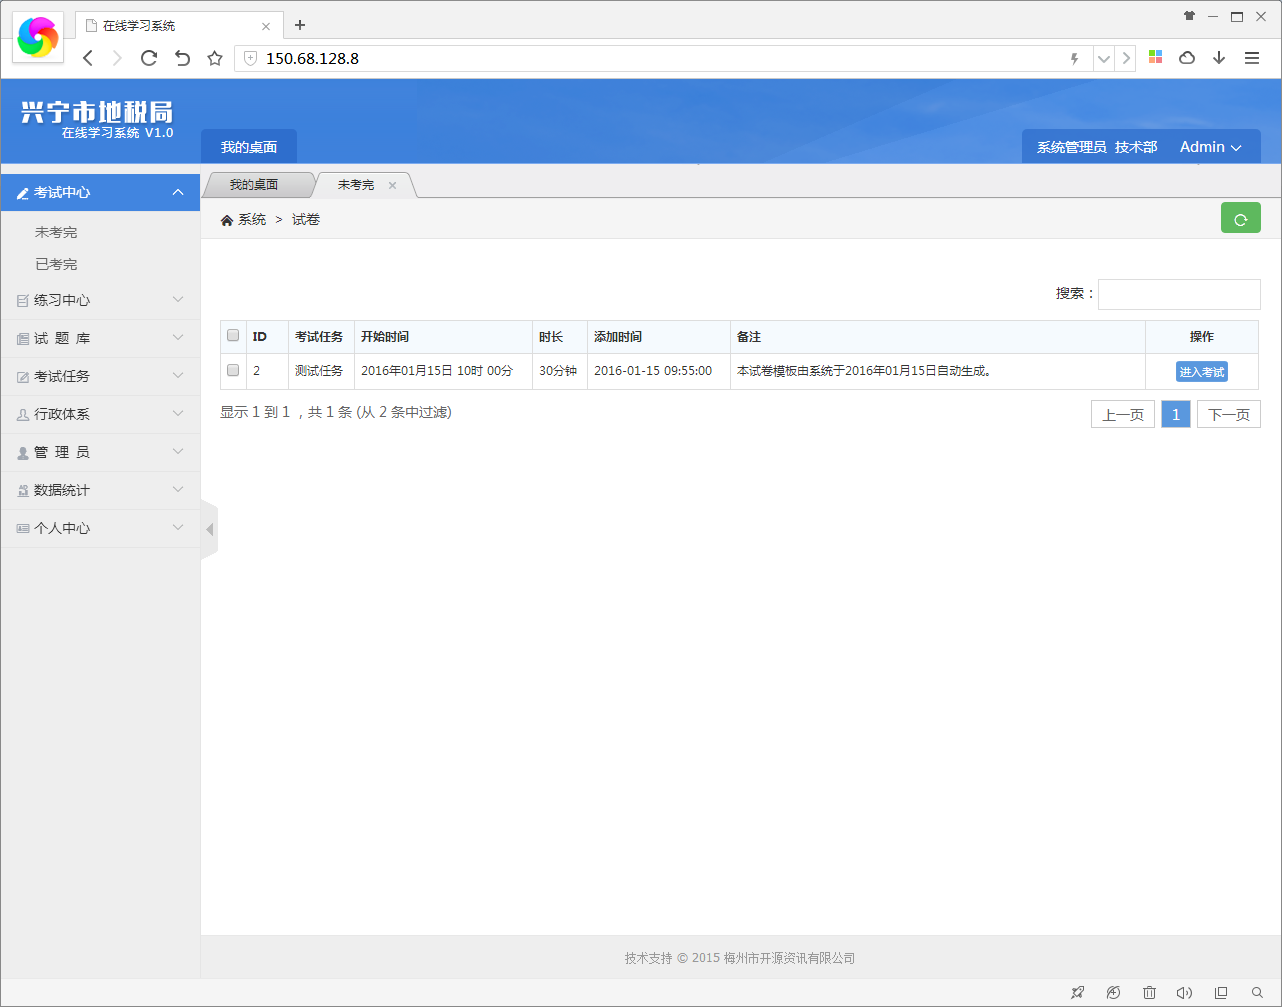 在线学习系统
150.68.128.8
兴宁市地税局
在线学习系统 V1.0
我的桌面
系统管理员 技术部 Admin
考试中心
未考完
已考完
练习中心
试 题 库
考试任务
行政体系
管 理 员
数据统计
个人中心
我的桌面 未考完
系统 > 试卷
搜索：
ID 考试任务 开始时间 时长 添加时间 备注 操作
2 测试任务 2016年01月15日 10时 00分 30分钟 2016-01-15 09:55:00 本试卷模板由系统于2016年01月15日自动生成。 进入考试
显示 1 到 1 ，共 1 条 (从 2 条中过滤)
上一页 1 下一页
技术支持 © 2015 梅州市开源资讯有限公司